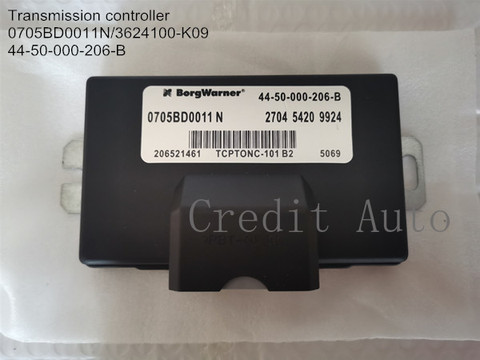 Transmission controller
0705BD0011N/3624100-K09
44-50-000-206-B
BorgWarner 44-50-000-206-B
0705BD0011 N 2704 5420 9924
206521461 TCPTONC-101 B2 5069
Credit Auto